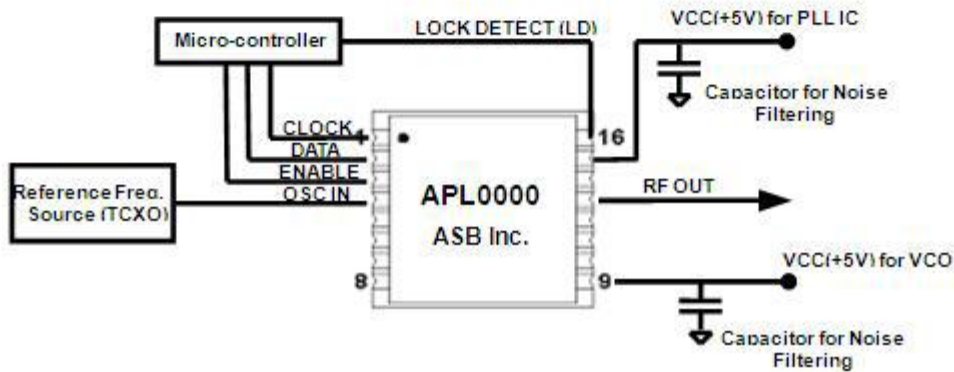 VCC(+5V) for PLL IC
Micro-controller
LOCK DETECT (LD)
Capacitor for Noise
Filtering
CLOCK
1
16
DATA
ENABLE
OSC IN
Reference Freq.
Source (TCXO)
APL0000
ASB Inc.
RF OUT
8
9
VCC(+5V) for VCO
Capacitor for Noise
Filtering